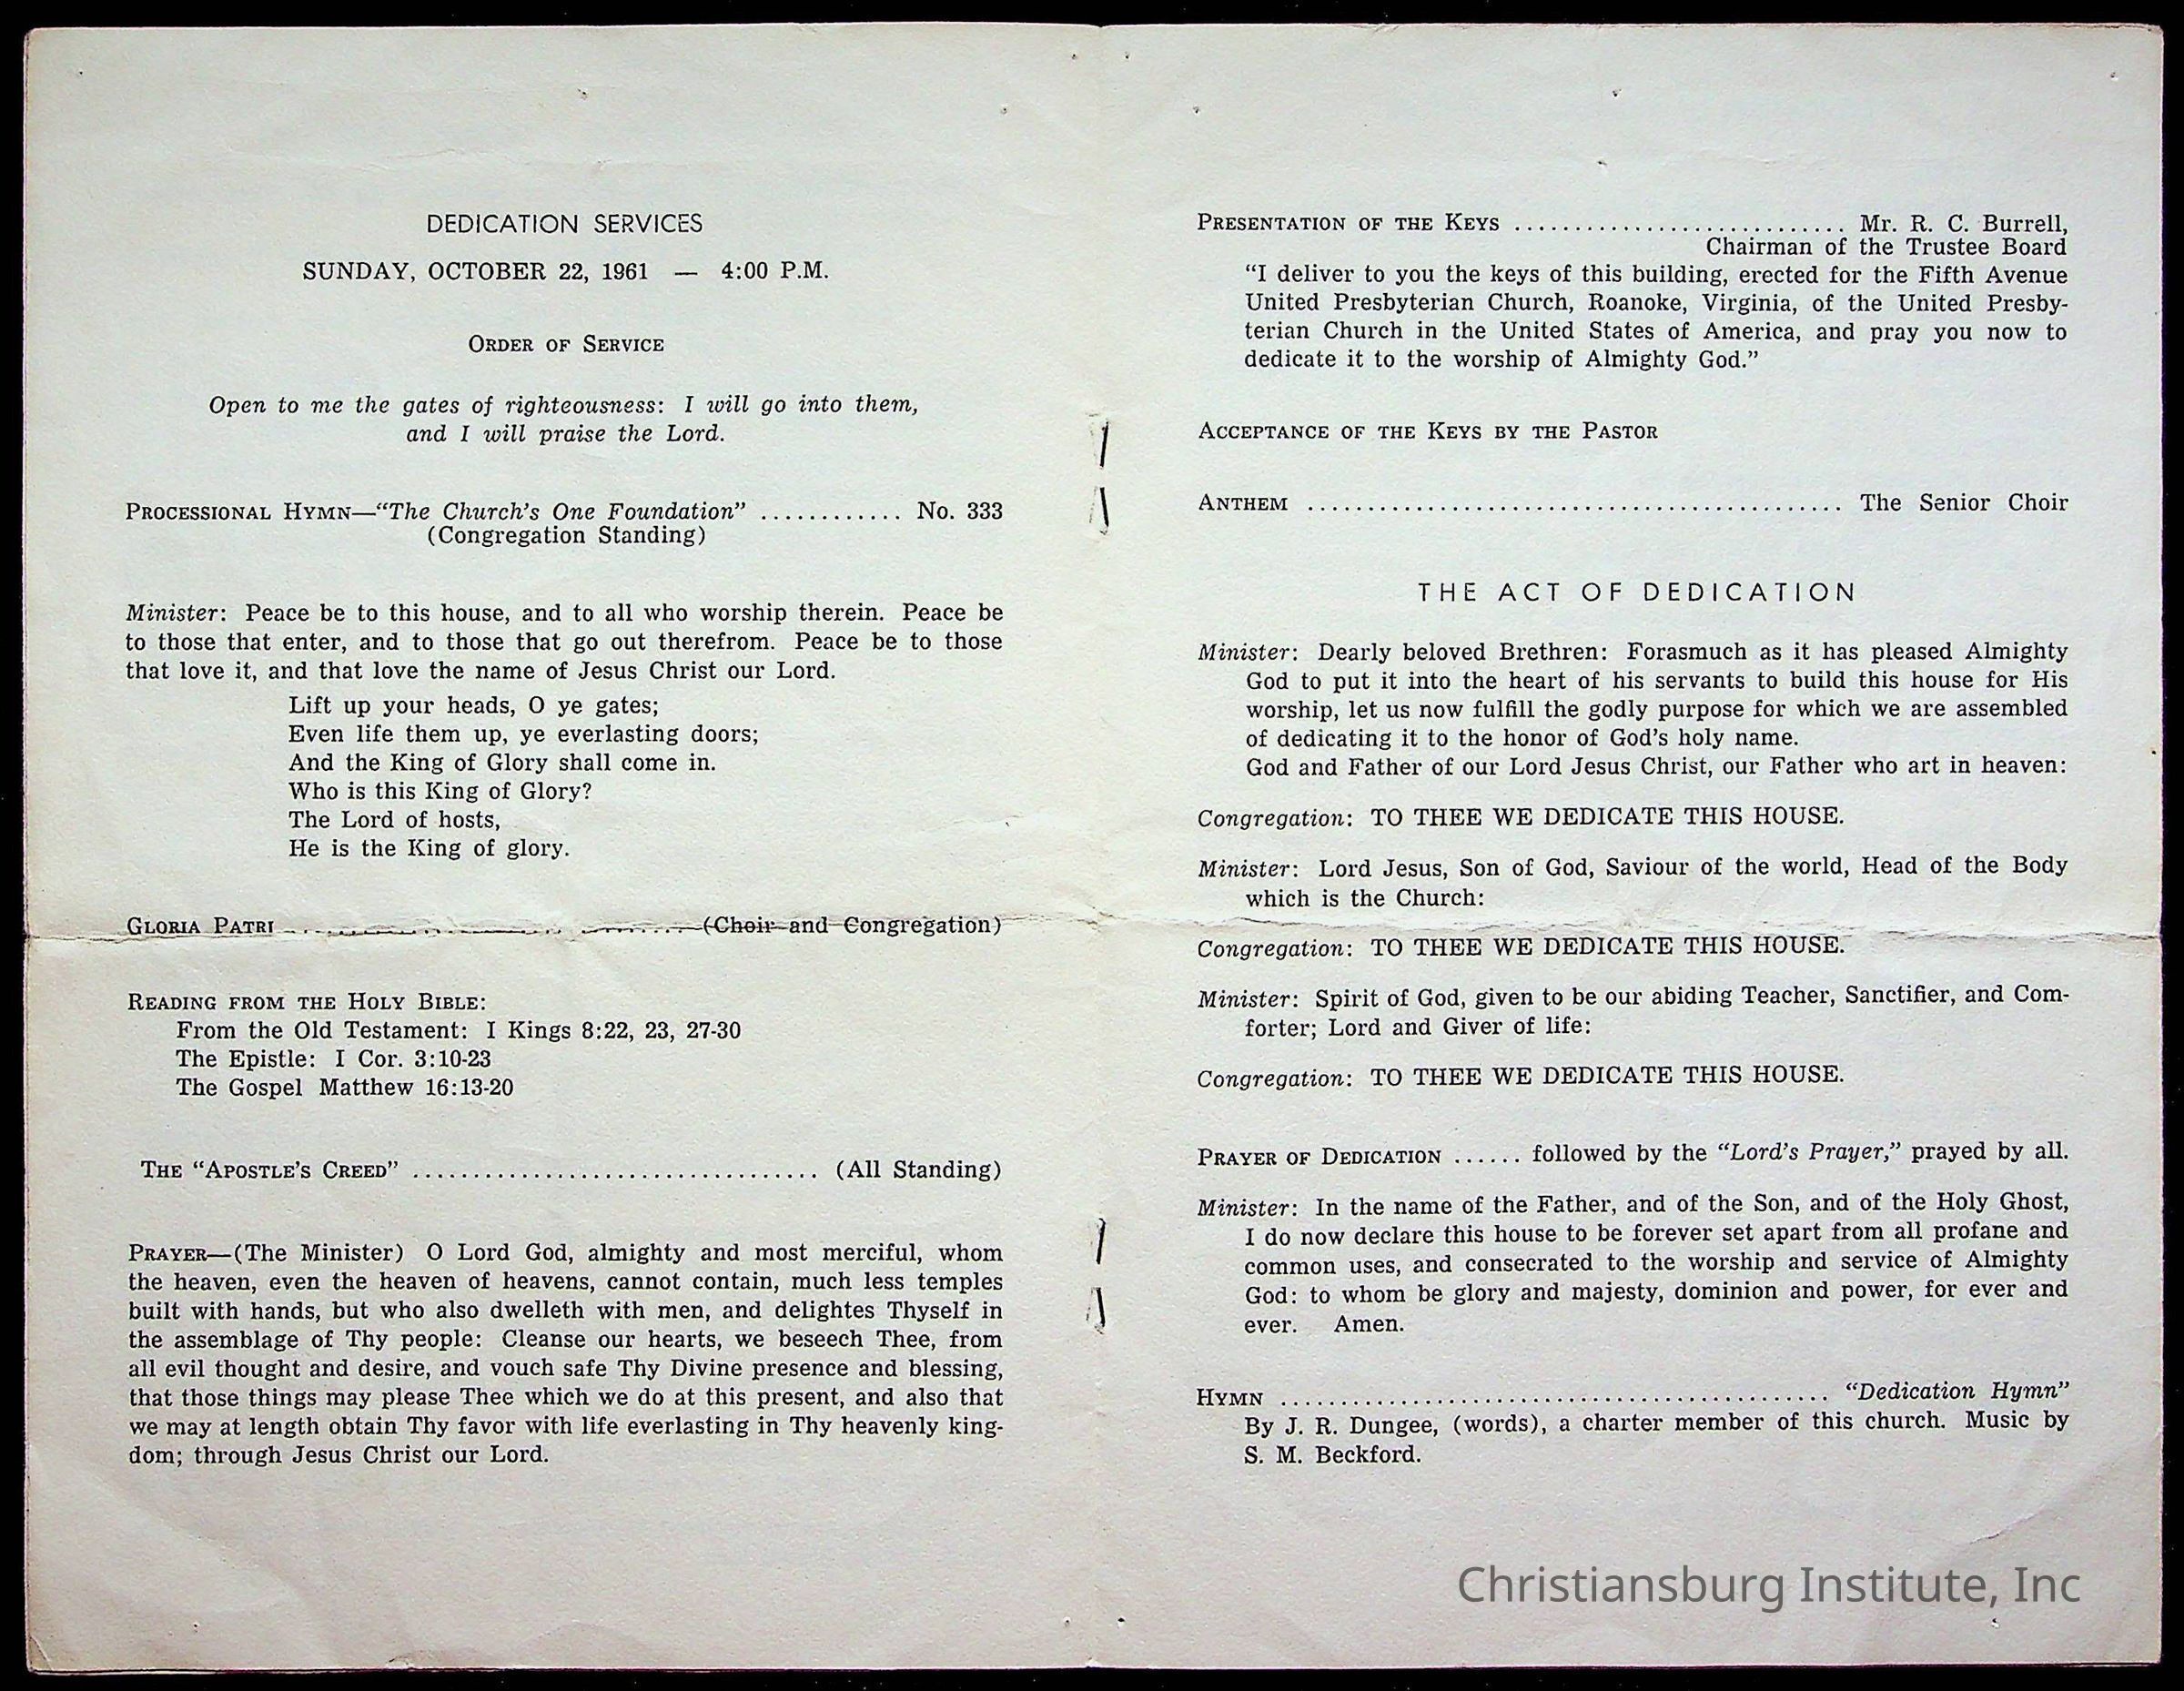 DEDICATION SERVICES
SUNDAY, OCTOBER 22, 1961 — 4:00 P.M.
ORDER OF SERVICE
Open to me the gates of righteousness: I will go into them,
and I will praise the Lord.
PROCESSIONAL HYMN—“The Church’s One Foundation” ............ No. 333
(Congregation Standing)
Minister: Peace be to this house, and to all who worship therein. Peace be
to those that enter, and to those that go out therefrom. Peace be to those
that love it, and that love the name of Jesus Christ our Lord.
Lift up your heads, O ye gates;
Even life them up, ye everlasting doors;
And the King of Glory shall come in.
Who is this King of Glory?
The Lord of hosts,
He is the King of glory.
GLORIA PATRI .................................. (Choir and Congregation)
READING FROM THE HOLY BIBLE:
From the Old Testament: I Kings 8:22, 23, 27-30
The Epistle: I Cor. 3:10-23
The Gospel Matthew 16:13-20
THE “APOSTLE’S CREED” .................................. (All Standing)
PRAYER—(The Minister) O Lord God, almighty and most merciful, whom
the heaven, even the heaven of heavens, cannot contain, much less temples
built with hands, but who also dwelleth with men, and delightes Thyself in
the assemblage of Thy people: Cleanse our hearts, we beseech Thee, from
all evil thought and desire, and vouch safe Thy Divine presence and blessing,
that those things may please Thee which we do at this present, and also that
we may at length obtain Thy favor with life everlasting in Thy heavenly king-
dom; through Jesus Christ our Lord.
PRESENTATION OF THE KEYS ........................... Mr. R. C. Burrell,
Chairman of the Trustee Board
“I deliver to you the keys of this building, erected for the Fifth Avenue
United Presbyterian Church, Roanoke, Virginia, of the United Presby-
terian Church in the United States of America, and pray you now to
dedicate it to the worship of Almighty God.”
ACCEPTANCE OF THE KEYS BY THE PASTOR
ANTHEM ............................................ The Senior Choir
THE ACT OF DEDICATION
Minister: Dearly beloved Brethren: Forasmuch as it has pleased Almighty
God to put it into the heart of his servants to build this house for His
worship, let us now fulfill the godly purpose for which we are assembled
of dedicating it to the honor of God’s holy name.
God and Father of our Lord Jesus Christ, our Father who art in heaven:
Congregation: TO THEE WE DEDICATE THIS HOUSE.
Minister: Lord Jesus, Son of God, Saviour of the world, Head of the Body
which is the Church:
Congregation: TO THEE WE DEDICATE THIS HOUSE.
Minister: Spirit of God, given to be our abiding Teacher, Sanctifier, and Com-
forter; Lord and Giver of life:
Congregation: TO THEE WE DEDICATE THIS HOUSE.
PRAYER OF DEDICATION ...... followed by the “Lord’s Prayer,” prayed by all.
Minister: In the name of the Father, and of the Son, and of the Holy Ghost,
I do now declare this house to be forever set apart from all profane and
common uses, and consecrated to the worship and service of Almighty
God: to whom be glory and majesty, dominion and power, for ever and
ever. Amen.
HYMN ............................................. “Dedication Hymn”
By J. R. Dungee, (words), a charter member of this church. Music by
S. M. Beckford.
Christiansburg Institute, Inc